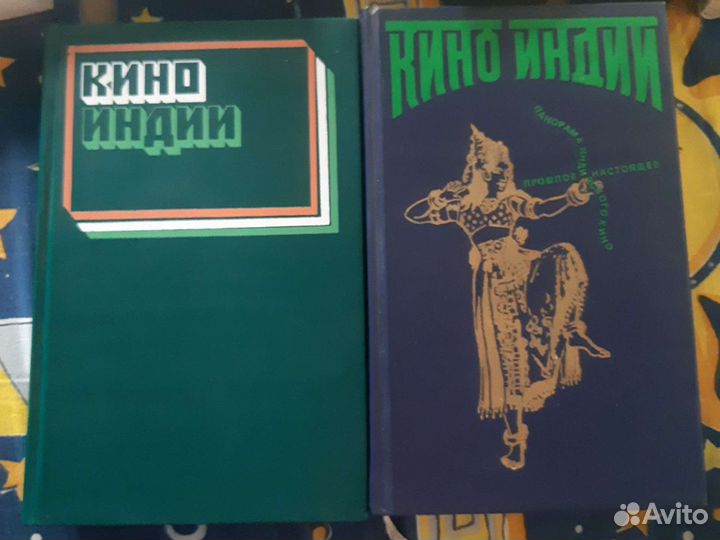 КИНО
ИНДИИ
КИНО ИНДИИ
ПАНОРАМА ИНДИЙСКОГО КИНО
ПРОШЛОЕ НАСТОЯЩЕЕ
Avito